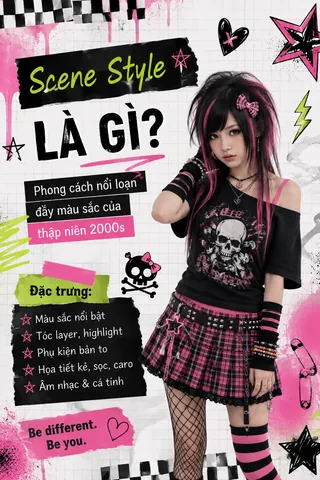 Scene Style
LÀ GÌ?
Phong cách nổi loạn
đầy màu sắc của
thập niên 2000s
Đặc trưng:
Màu sắc nổi bật
Tóc layer, highlight
Phụ kiện bản to
Họa tiết kẻ, sọc, caro
Âm nhạc & cá tính
Be different.
Be you.